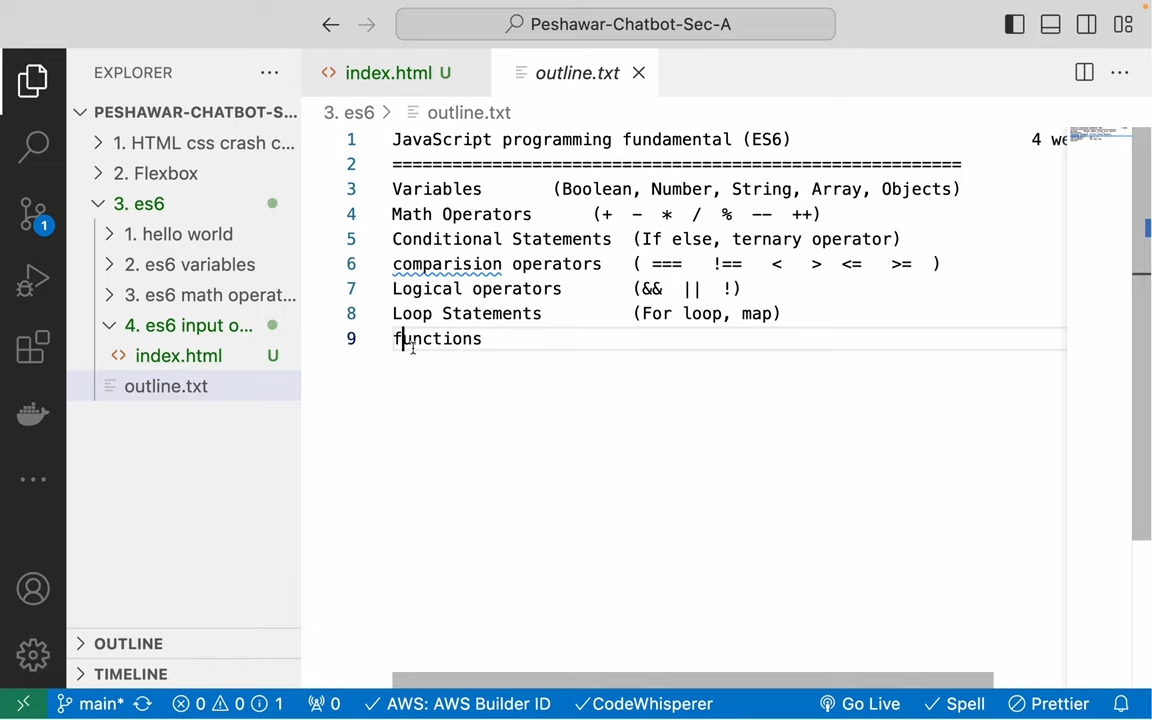 Peshawar-Chatbot-Sec-A
EXPLORER
PESHAWAR-CHATBOT-S...
1. HTML css crash c...
2. Flexbox
3. es6
1. hello world
2. es6 variables
3. es6 math operat...
4. es6 input o...
<> index.html U
outline.txt
OUTLINE
TIMELINE
<> index.html U
outline.txt
3. es6 > outline.txt
1 JavaScript programming fundamental (ES6) 4 we
2 =========================================================
3 Variables (Boolean, Number, String, Array, Objects)
4 Math Operators (+ - * / % -- ++)
5 Conditional Statements (If else, ternary operator)
6 comparision operators ( === !== < > <= >= )
7 Logical operators (&& || !)
8 Loop Statements (For loop, map)
9 functions
1
main* 0 0 1 0 AWS: AWS Builder ID CodeWhisperer Go Live Spell Prettier